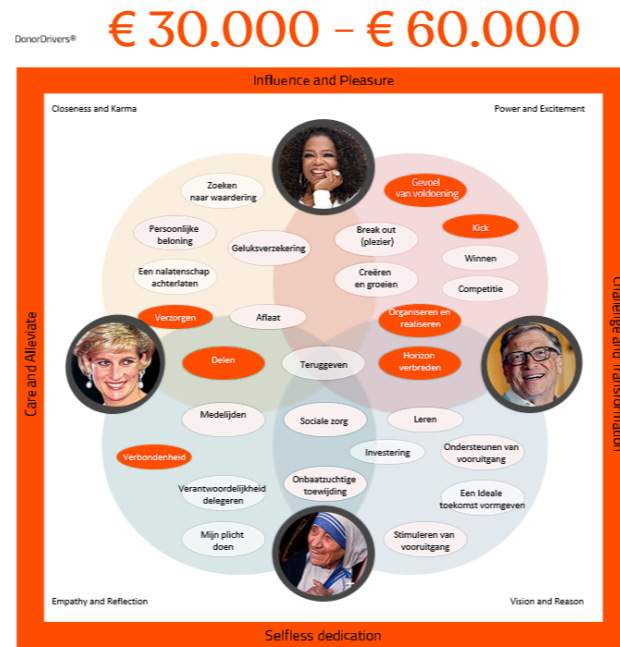 DonorDrivers®
€ 30.000 – € 60.000
Influence and Pleasure
Closeness and Karma
Power and Excitement
Zoeken
naar waardering
Gevoel
van voldoening
Persoonlijke
beloning
Geluksverzekering
Break out
(plezier)
Kick
Winnen
Een nalatenschap
achterlaten
Creëren
en groeien
Competitie
Verzorgen
Aflaat
Organiseren en
realiseren
Care and Alleviate
Challenge and Transformation
Delen
Teruggeven
Horizon
verbreden
Medelijden
Sociale zorg
Leren
Verbondenheid
Investering
Ondersteunen van
vooruitgang
Verantwoordelijkheid
delegeren
Onbaatzuchtige
toewijding
Een Ideale
toekomst vormgeven
Mijn plicht
doen
Stimuleren van
vooruitgang
Empathy and Reflection
Vision and Reason
Selfless dedication